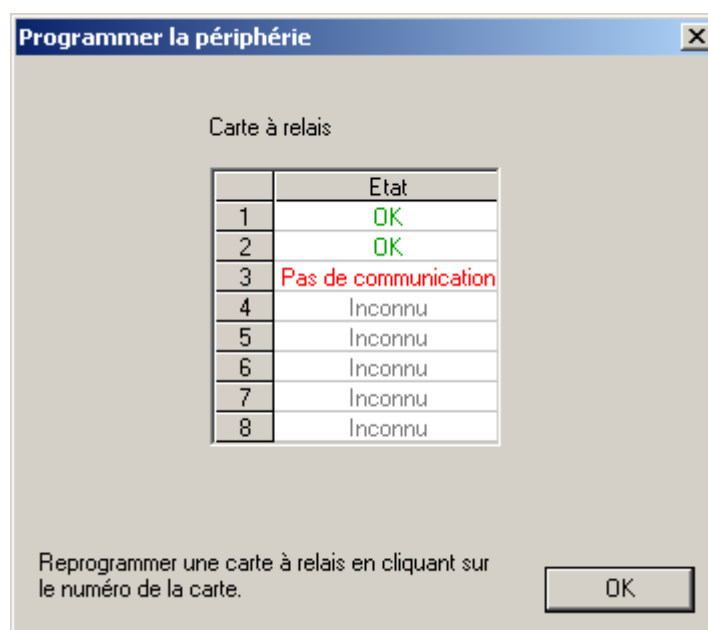 Programmer la périphérie
Carte à relais
Etat
1 OK
2 OK
3 Pas de communication
4 Inconnu
5 Inconnu
6 Inconnu
7 Inconnu
8 Inconnu
Reprogrammer une carte à relais en cliquant sur
le numéro de la carte.
OK